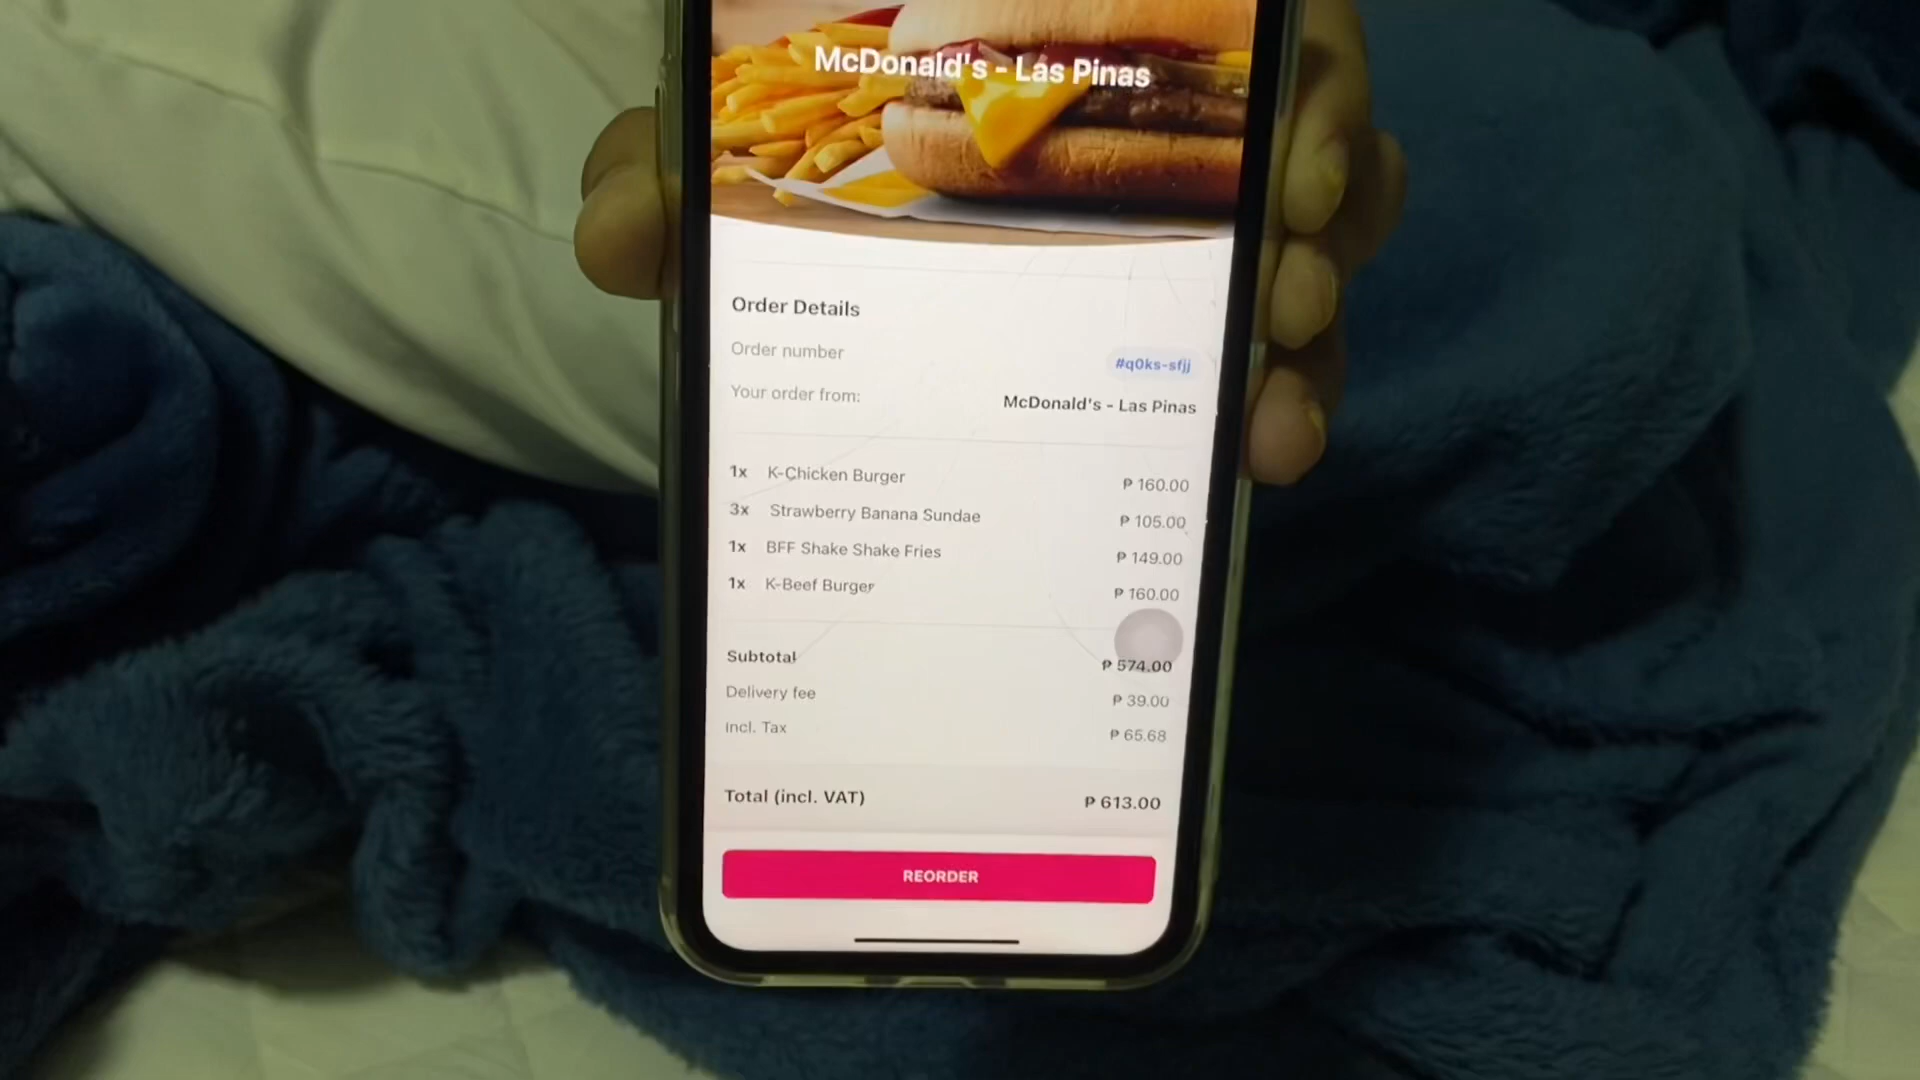 McDonald's - Las Pinas
Order Details
Order number #q0ks-sfjj
Your order from: McDonald's - Las Pinas
1x K-Chicken Burger ₱ 160.00
3x Strawberry Banana Sundae ₱ 105.00
1x BFF Shake Shake Fries ₱ 149.00
1x K-Beef Burger ₱ 160.00
Subtotal ₱ 574.00
Delivery fee ₱ 39.00
Incl. Tax ₱ 65.68
Total (incl. VAT) ₱ 613.00
REORDER